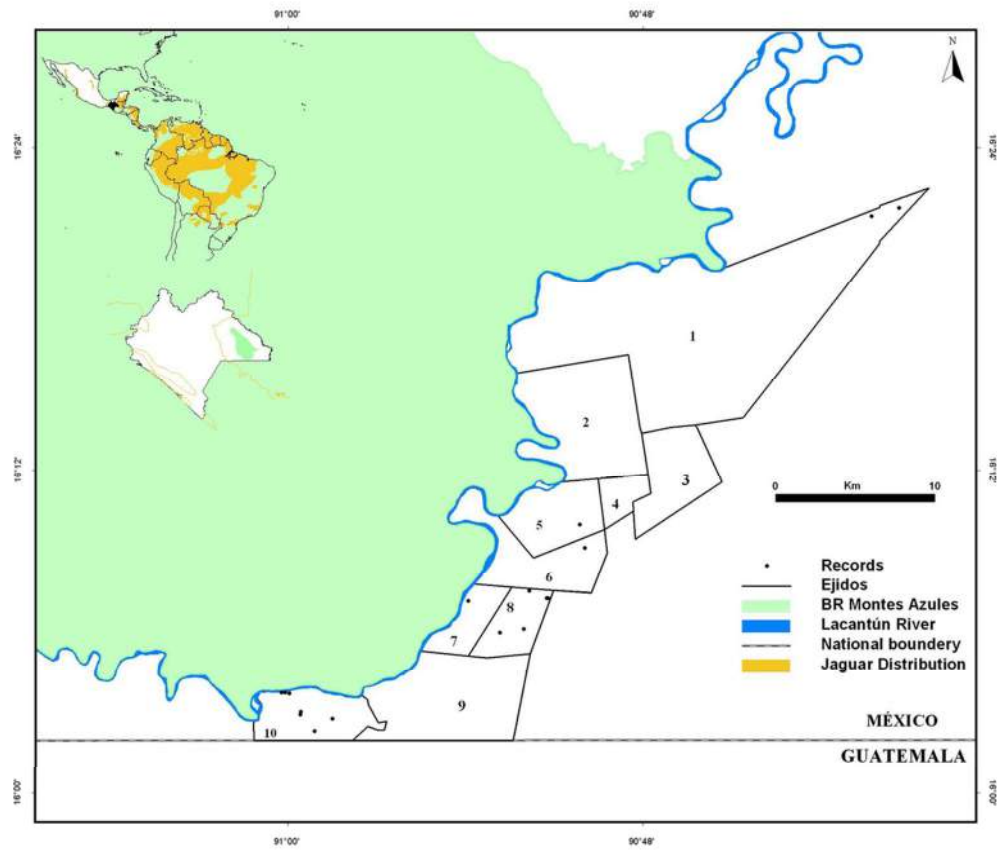 91°00'
90°48'
N
16°24'
16°24'
1
2
3
4
5
6
7
8
9
10
16°12'
16°12'
0 Km 10
Records
Ejidos
BR Montes Azules
Lacantún River
National boundery
Jaguar Distribution
MÉXICO
GUATEMALA
16°00'
16°00'
91°00'
90°48'